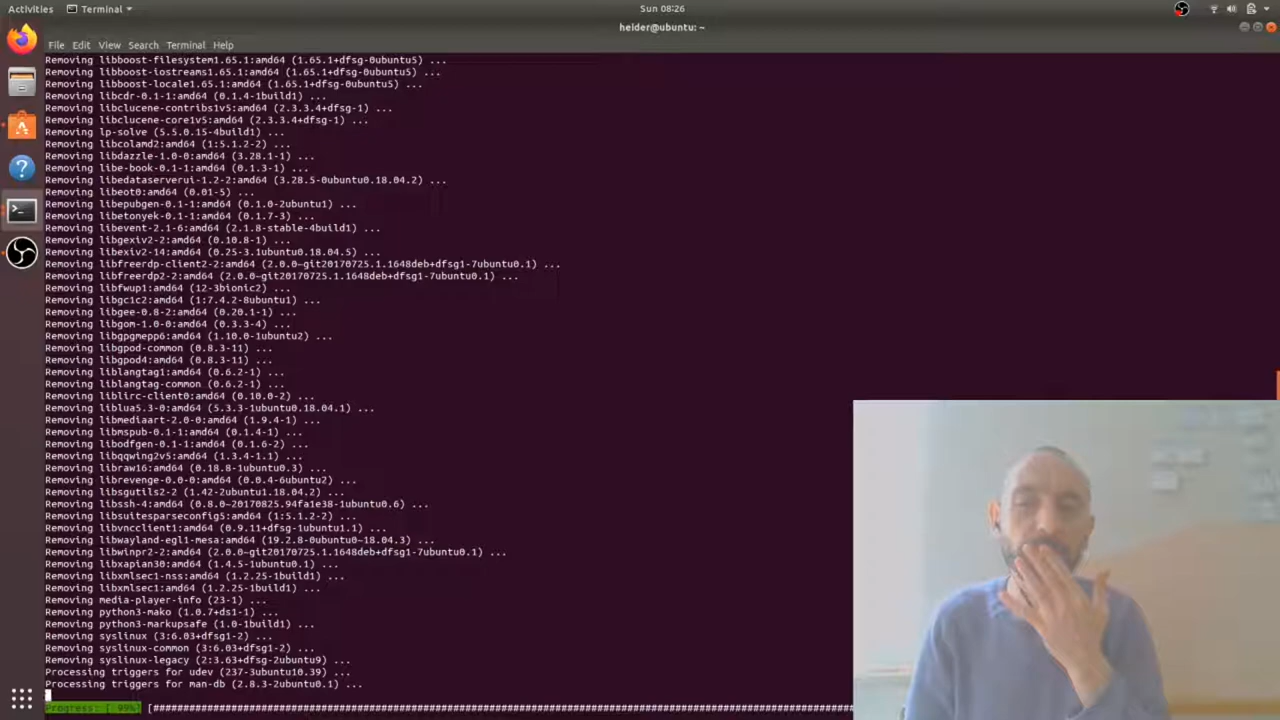 Activities Terminal Sun 08:26
heider@ubuntu: ~
File Edit View Search Terminal Help
Removing libboost-filesystem1.65.1:amd64 (1.65.1+dfsg-0ubuntu5) ...
Removing libboost-iostreams1.65.1:amd64 (1.65.1+dfsg-0ubuntu5) ...
Removing libboost-locale1.65.1:amd64 (1.65.1+dfsg-0ubuntu5) ...
Removing libcdr-0.1-1:amd64 (0.1.4-1build1) ...
Removing libclucene-contribs1v5:amd64 (2.3.3.4+dfsg-1) ...
Removing libclucene-core1v5:amd64 (2.3.3.4+dfsg-1) ...
Removing lp-solve (5.5.0.15-4build1) ...
Removing libcolamd2:amd64 (1:5.1.2-2) ...
Removing libdazzle-1.0-0:amd64 (3.28.1-1) ...
Removing libe-book-0.1-1:amd64 (0.1.3-1) ...
Removing libedataserverui-1.2-2:amd64 (3.28.5-0ubuntu0.18.04.2) ...
Removing libeot0:amd64 (0.01-5) ...
Removing libepubgen-0.1-1:amd64 (0.1.0-2ubuntu1) ...
Removing libetonyek-0.1-1:amd64 (0.1.7-3) ...
Removing libevent-2.1-6:amd64 (2.1.8-stable-4build1) ...
Removing libgexiv2-2:amd64 (0.10.8-1) ...
Removing libexiv2-14:amd64 (0.25-3.1ubuntu0.18.04.5) ...
Removing libfreerdp-client2-2:amd64 (2.0.0~git20170725.1.1648deb+dfsg1-7ubuntu0.1) ...
Removing libfreerdp2-2:amd64 (2.0.0~git20170725.1.1648deb+dfsg1-7ubuntu0.1) ...
Removing libfwup1:amd64 (12-3bionic2) ...
Removing libgc1c2:amd64 (1:7.4.2-8ubuntu1) ...
Removing libgee-0.8-2:amd64 (0.20.1-1) ...
Removing libgom-1.0-0:amd64 (0.3.3-4) ...
Removing libgpgmepp6:amd64 (1.10.0-1ubuntu2) ...
Removing libgpod-common (0.8.3-11) ...
Removing libgpod4:amd64 (0.8.3-11) ...
Removing liblangtag1:amd64 (0.6.2-1) ...
Removing liblangtag-common (0.6.2-1) ...
Removing liblirc-client0:amd64 (0.10.0-2) ...
Removing liblua5.3-0:amd64 (5.3.3-1ubuntu0.18.04.1) ...
Removing libmediaart-2.0-0:amd64 (1.9.4-1) ...
Removing libmspub-0.1-1:amd64 (0.1.4-1) ...
Removing libodfgen-0.1-1:amd64 (0.1.6-2) ...
Removing libqqwing2v5:amd64 (1.3.4-1.1) ...
Removing libraw16:amd64 (0.18.8-1ubuntu0.3) ...
Removing librevenge-0.0-0:amd64 (0.0.4-6ubuntu2) ...
Removing libsgutils2-2 (1.42-2ubuntu1.18.04.2) ...
Removing libssh-4:amd64 (0.8.0~20170825.94fa1e38-1ubuntu0.6) ...
Removing libsuitesparseconfig5:amd64 (1:5.1.2-2) ...
Removing libvncclient1:amd64 (0.9.11+dfsg-1ubuntu1.1) ...
Removing libwayland-egl1-mesa:amd64 (19.2.8-0ubuntu0~18.04.3) ...
Removing libwinpr2-2:amd64 (2.0.0~git20170725.1.1648deb+dfsg1-7ubuntu0.1) ...
Removing libxapian30:amd64 (1.4.5-1ubuntu0.1) ...
Removing libxmlsec1-nss:amd64 (1.2.25-1build1) ...
Removing libxmlsec1:amd64 (1.2.25-1build1) ...
Removing media-player-info (23-1) ...
Removing python3-mako (1.0.7+ds1-1) ...
Removing python3-markupsafe (1.0-1build1) ...
Removing syslinux (3:6.03+dfsg1-2) ...
Removing syslinux-common (3:6.03+dfsg1-2) ...
Removing syslinux-legacy (2:3.63+dfsg-2ubuntu9) ...
Processing triggers for udev (237-3ubuntu10.39) ...
Processing triggers for man-db (2.8.3-2ubuntu0.1) ...
Progress: [ 99%] [######################################################################################################################